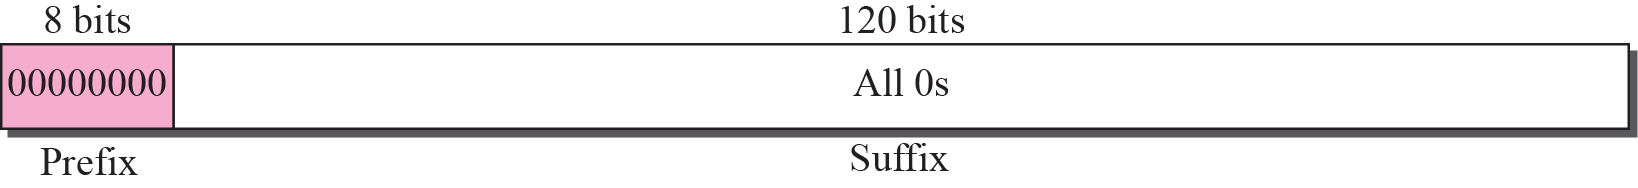 8 bits 120 bits
00000000 All 0s
Prefix Suffix